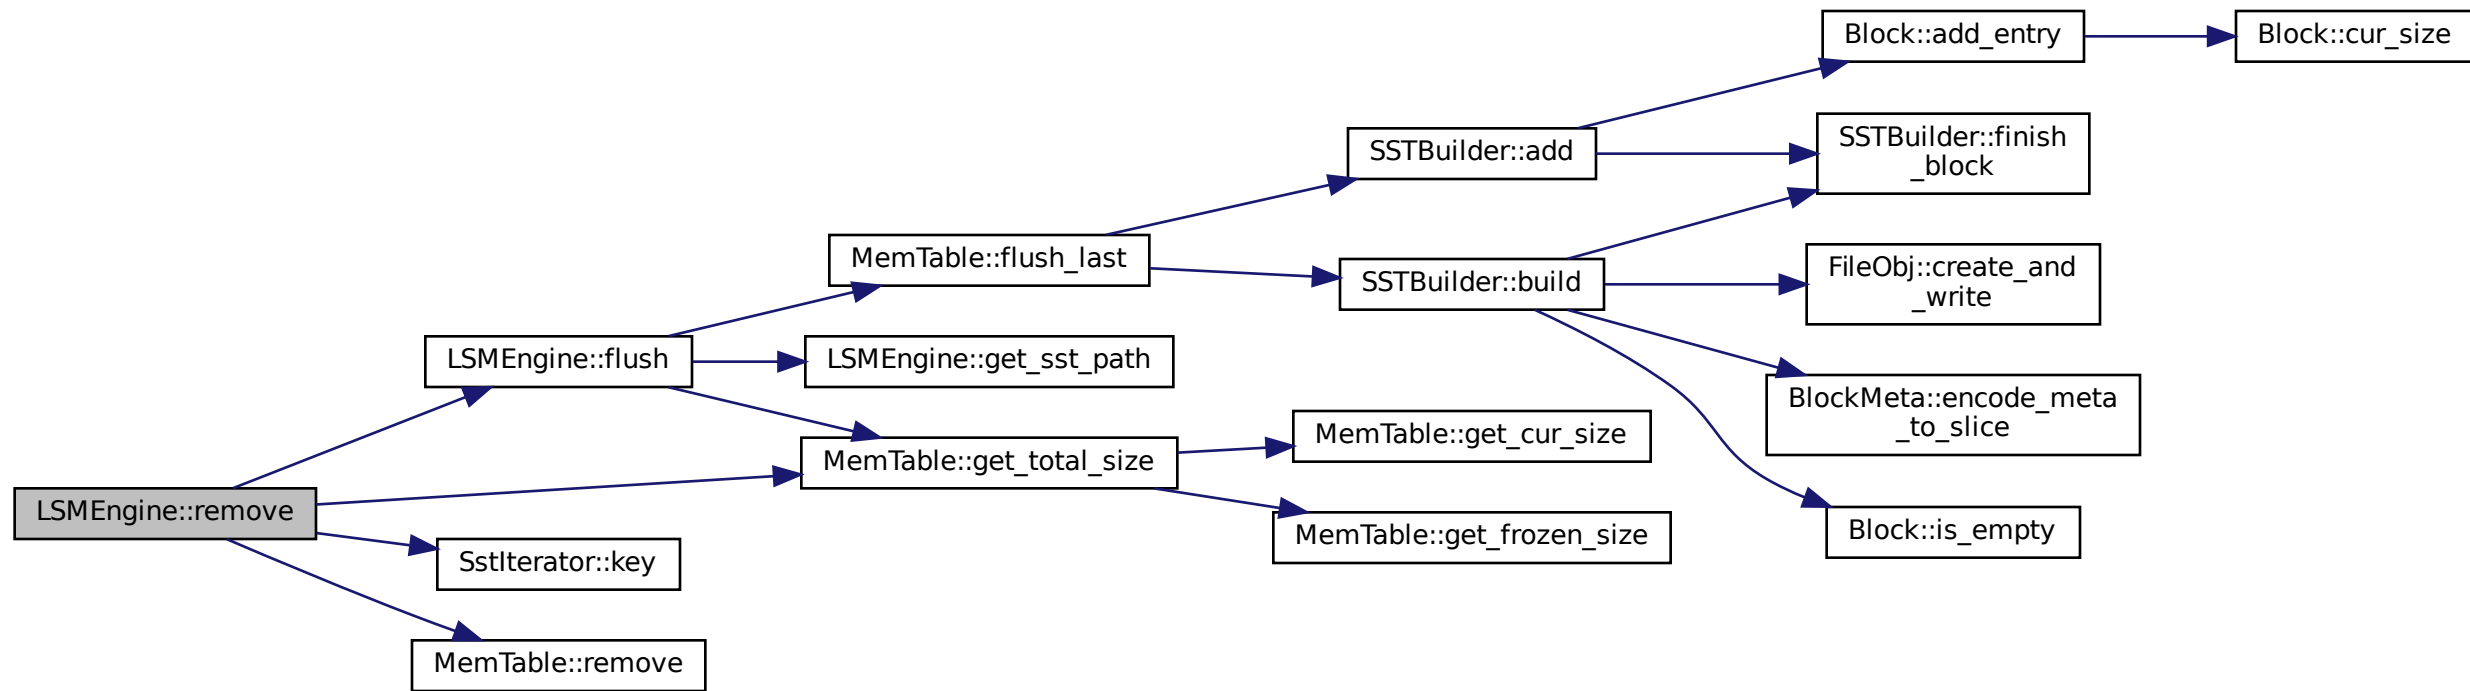 LSMEngine::remove
LSMEngine::flush
MemTable::flush_last
SSTBuilder::add
Block::add_entry
Block::cur_size
SSTBuilder::finish
_block
SSTBuilder::build
FileObj::create_and
_write
BlockMeta::encode_meta
_to_slice
Block::is_empty
LSMEngine::get_sst_path
MemTable::get_total_size
MemTable::get_cur_size
MemTable::get_frozen_size
SstIterator::key
MemTable::remove